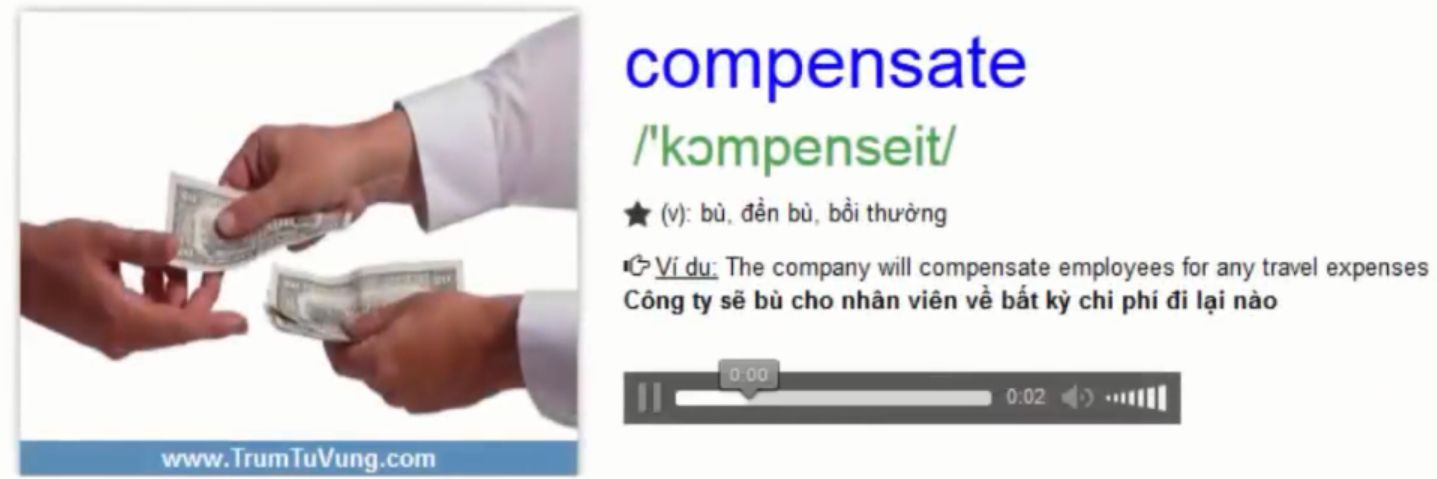 compensate
/'kɔmpenseit/
★ (v): bù, đền bù, bồi thường
Ví dụ: The company will compensate employees for any travel expenses
Công ty sẽ bù cho nhân viên về bất kỳ chi phí đi lại nào
0:00
0:02
www.TrumTuVung.com